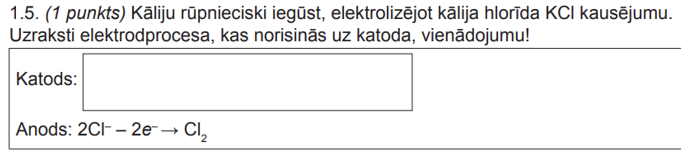 1.5. (1 punkts) Kāliju rūpnieciski iegūst, elektrolizējot kālija hlorīda KCl kausējumu.
Uzraksti elektrodprocesa, kas norisinās uz katoda, vienādojumu!
Katods:
Anods: 2Cl⁻ – 2e⁻ → Cl₂